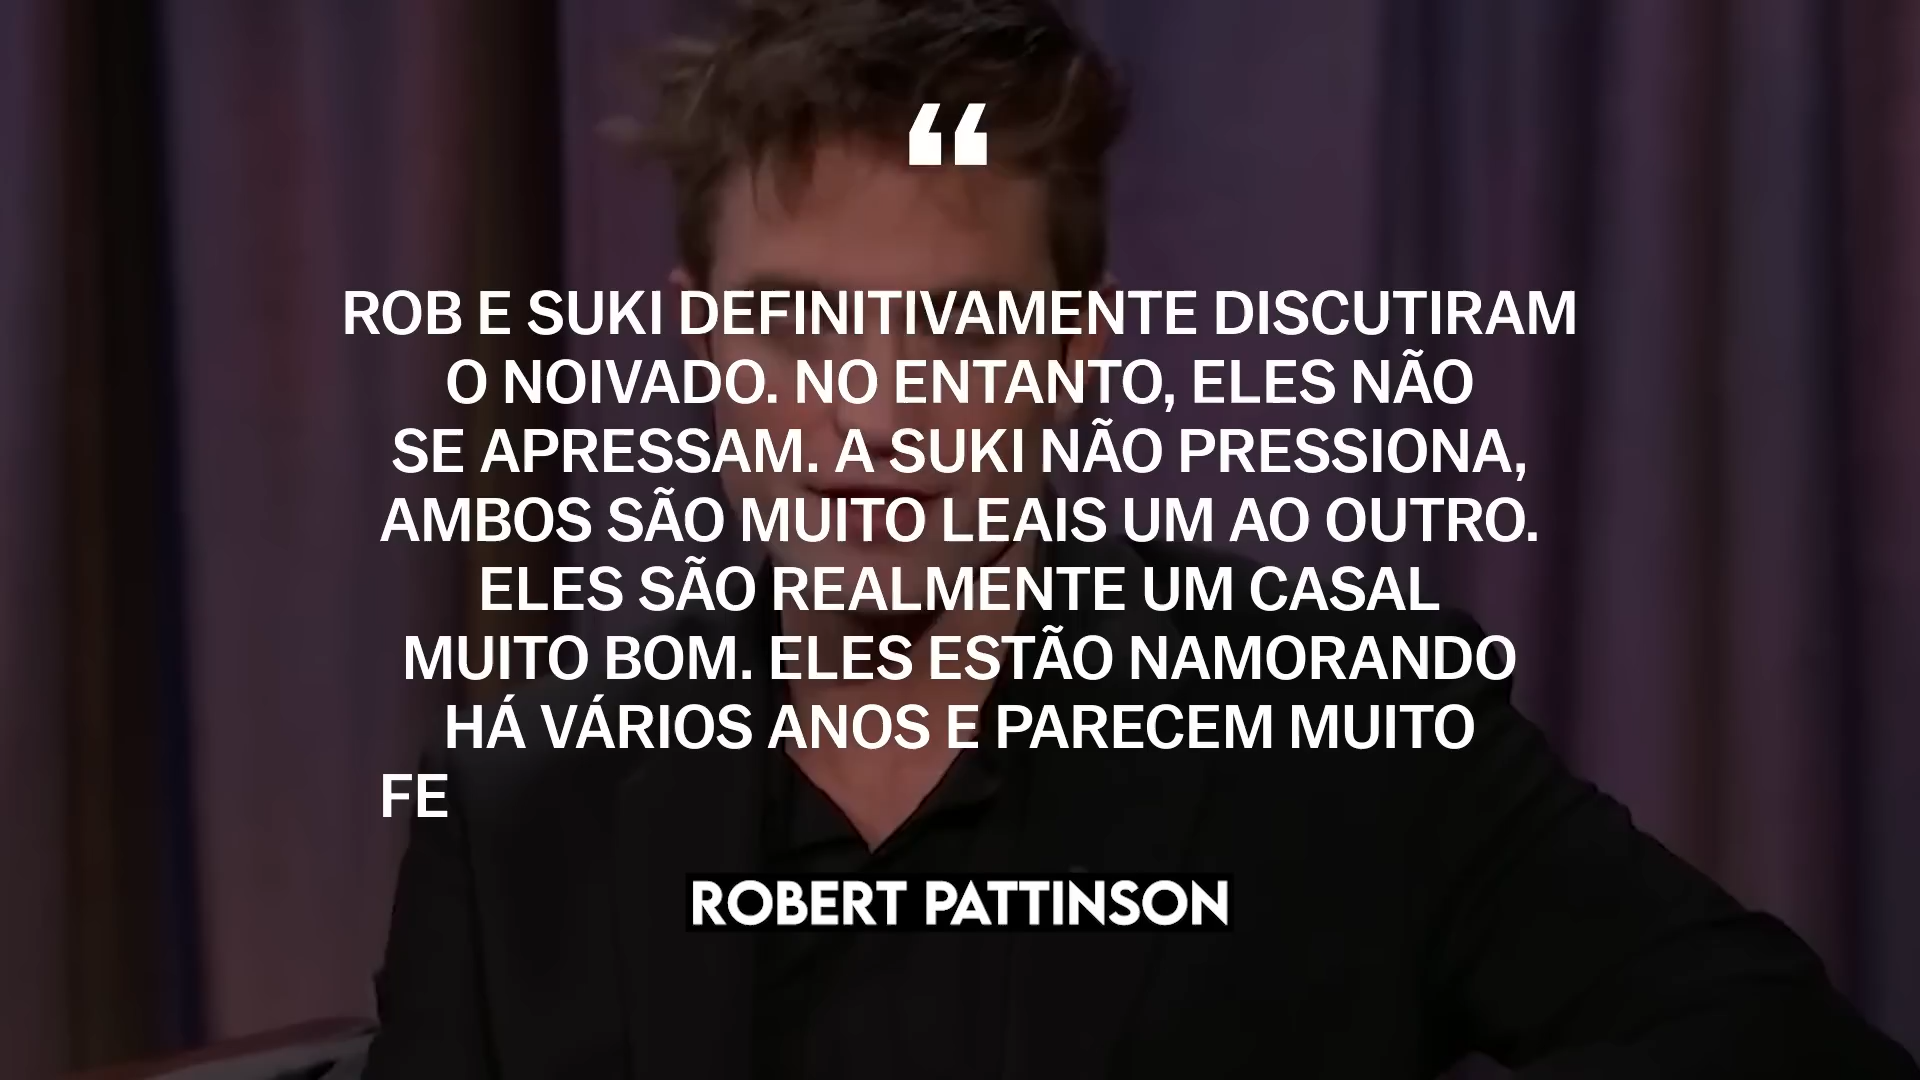 “
ROB E SUKI DEFINITIVAMENTE DISCUTIRAM
O NOIVADO. NO ENTANTO, ELES NÃO
SE APRESSAM. A SUKI NÃO PRESSIONA,
AMBOS SÃO MUITO LEAIS UM AO OUTRO.
ELES SÃO REALMENTE UM CASAL
MUITO BOM. ELES ESTÃO NAMORANDO
HÁ VÁRIOS ANOS E PARECEM MUITO
FE
ROBERT PATTINSON